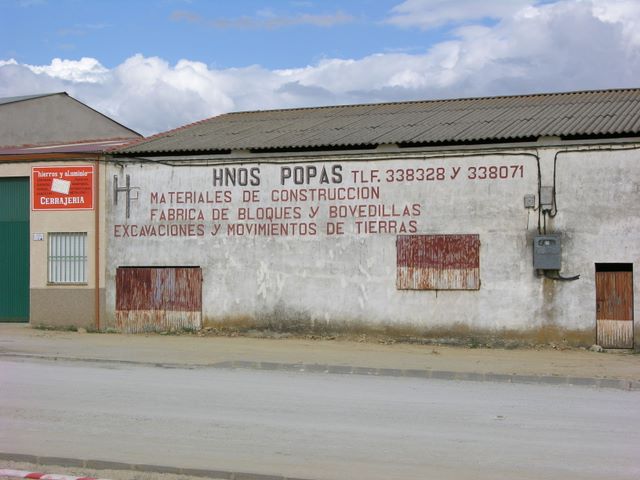 hierros y aluminio
CERRAJERIA
HNOS POPAS TLF. 338328 Y 338071
MATERIALES DE CONSTRUCCION
FABRICA DE BLOQUES Y BOVEDILLAS
EXCAVACIONES Y MOVIMIENTOS DE TIERRAS